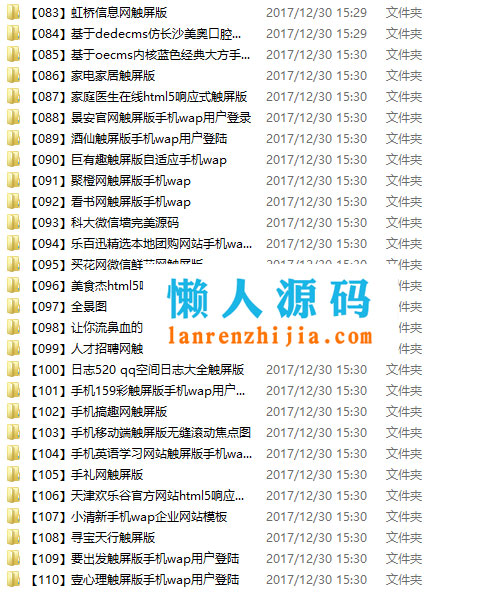 【083】虹桥信息网触屏版 2017/12/30 15:29 文件夹
【084】基于dedecms仿长沙美奥口腔... 2017/12/30 15:29 文件夹
【085】基于oecms内核蓝色经典大方手... 2017/12/30 15:30 文件夹
【086】家电家居触屏版 2017/12/30 15:30 文件夹
【087】家庭医生在线html5响应式触屏版 2017/12/30 15:30 文件夹
【088】景安官网触屏版手机wap用户登录 2017/12/30 15:30 文件夹
【089】酒仙触屏版手机wap用户登陆 2017/12/30 15:30 文件夹
【090】巨有趣触屏版自适应手机wap 2017/12/30 15:30 文件夹
【091】聚橙网触屏版手机wap 2017/12/30 15:30 文件夹
【092】看书网触屏版手机wap 2017/12/30 15:30 文件夹
【093】科大微信墙完美源码 2017/12/30 15:30 文件夹
【094】乐百迅精选本地团购网站手机wa... 2017/12/30 15:30 文件夹
【095】买花网微信鲜花网触屏版 2017/12/30 15:30 文件夹
【096】美食杰html5 文件夹
【097】全景图 文件夹
【098】让你流鼻血的 文件夹
【099】人才招聘网触 文件夹
懒人源码
lanrenzhijia.com
【100】日志520 qq空间日志大全触屏版 2017/12/30 15:30 文件夹
【101】手机159彩触屏版手机wap用户... 2017/12/30 15:30 文件夹
【102】手机搞趣网触屏版 2017/12/30 15:30 文件夹
【103】手机移动端触屏版无缝滚动焦点图 2017/12/30 15:30 文件夹
【104】手机英语学习网站触屏版手机wa... 2017/12/30 15:30 文件夹
【105】手礼网触屏版 2017/12/30 15:30 文件夹
【106】天津欢乐谷官方网站html5响应... 2017/12/30 15:30 文件夹
【107】小清新手机wap企业网站模板 2017/12/30 15:30 文件夹
【108】寻宝天行触屏版 2017/12/30 15:30 文件夹
【109】要出发触屏版手机wap用户登陆 2017/12/30 15:30 文件夹
【110】壹心理触屏版手机wap用户登陆 2017/12/30 15:30 文件夹